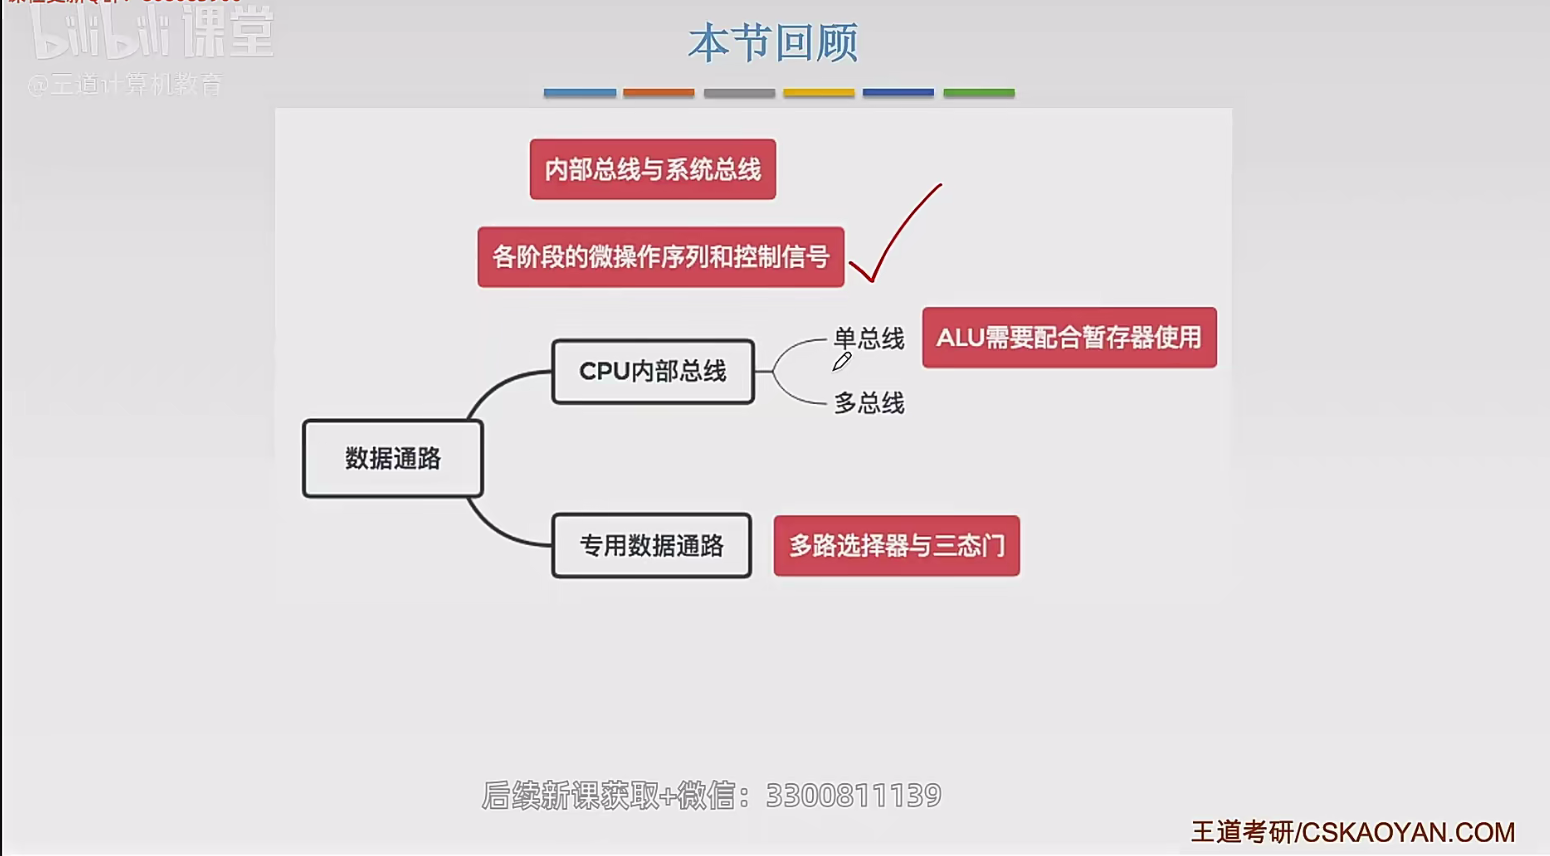 bilibili课堂
@王道计算机教育
本节回顾
内部总线与系统总线
各阶段的微操作序列和控制信号
单总线
ALU需要配合暂存器使用
CPU内部总线
多总线
数据通路
专用数据通路
多路选择器与三态门
后续新课获取+微信：3300811139
王道考研/CSKAOYAN.COM